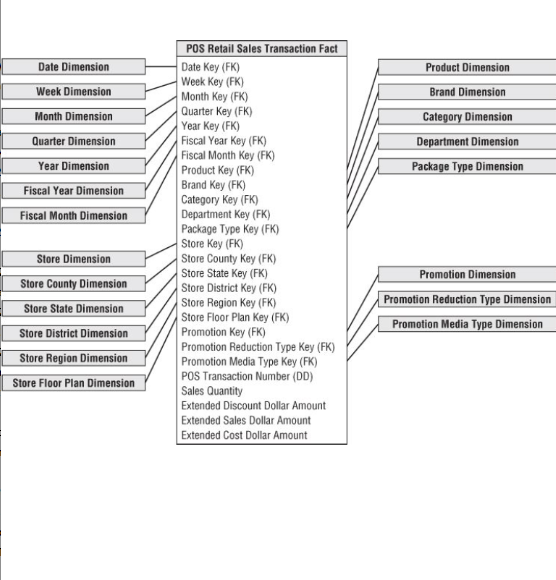 POS Retail Sales Transaction Fact
Date Key (FK)
Week Key (FK)
Month Key (FK)
Quarter Key (FK)
Year Key (FK)
Fiscal Year Key (FK)
Fiscal Month Key (FK)
Product Key (FK)
Brand Key (FK)
Category Key (FK)
Department Key (FK)
Package Type Key (FK)
Store Key (FK)
Store County Key (FK)
Store State Key (FK)
Store District Key (FK)
Store Region Key (FK)
Store Floor Plan Key (FK)
Promotion Key (FK)
Promotion Reduction Type Key (FK)
Promotion Media Type Key (FK)
POS Transaction Number (DD)
Sales Quantity
Extended Discount Dollar Amount
Extended Sales Dollar Amount
Extended Cost Dollar Amount
Date Dimension
Week Dimension
Month Dimension
Quarter Dimension
Year Dimension
Fiscal Year Dimension
Fiscal Month Dimension
Store Dimension
Store County Dimension
Store State Dimension
Store District Dimension
Store Region Dimension
Store Floor Plan Dimension
Product Dimension
Brand Dimension
Category Dimension
Department Dimension
Package Type Dimension
Promotion Dimension
Promotion Reduction Type Dimension
Promotion Media Type Dimension